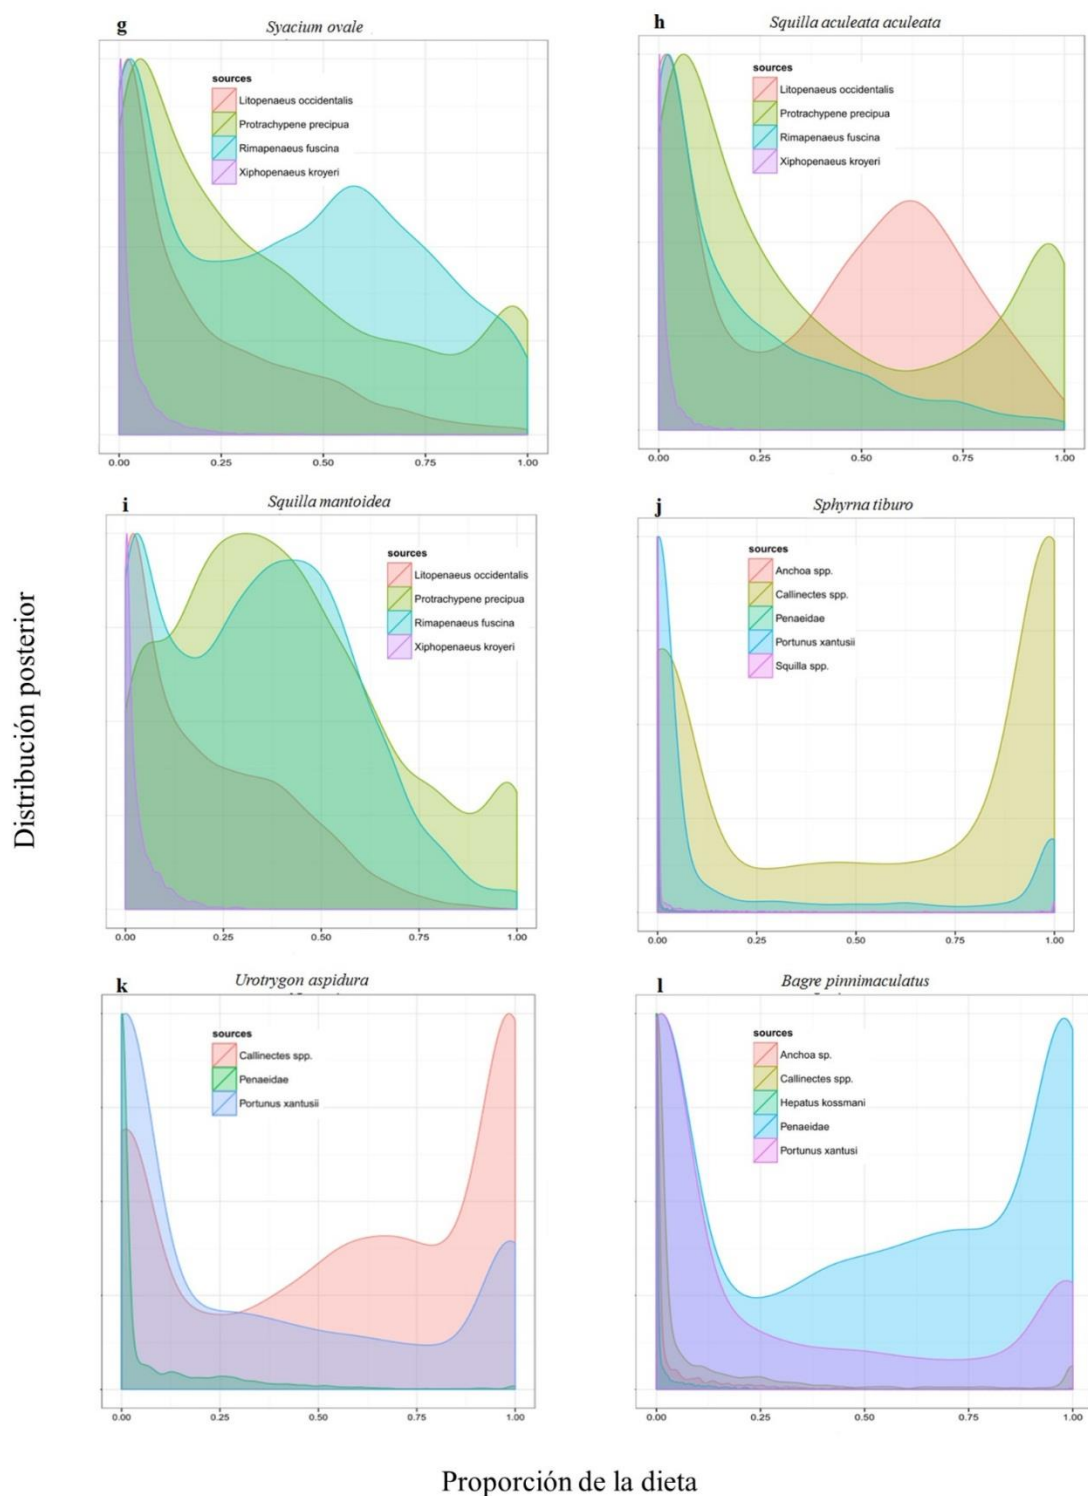 g
Syacium ovale
sources
Litopenaeus occidentalis
Protrachypene precipua
Rimapenaeus fuscina
Xiphopenaeus kroyeri
0.00 0.25 0.50 0.75 1.00
h
Squilla aculeata aculeata
sources
Litopenaeus occidentalis
Protrachypene precipua
Rimapenaeus fuscina
Xiphopenaeus kroyeri
0.00 0.25 0.50 0.75 1.00
i
Squilla mantoidea
sources
Litopenaeus occidentalis
Protrachypene precipua
Rimapenaeus fuscina
Xiphopenaeus kroyeri
0.00 0.25 0.50 0.75 1.00
j
Sphyrna tiburo
sources
Anchoa spp.
Callinectes spp.
Penaeidae
Portunus xantusii
Squilla spp.
0.00 0.25 0.50 0.75 1.00
Distribución posterior
k
Urotrygon aspidura
sources
Callinectes spp.
Penaeidae
Portunus xantusii
0.00 0.25 0.50 0.75 1.00
l
Bagre pinnimaculatus
sources
Anchoa sp.
Callinectes spp.
Hepatus kossmani
Penaeidae
Portunus xantusi
0.00 0.25 0.50 0.75 1.00
Proporción de la dieta